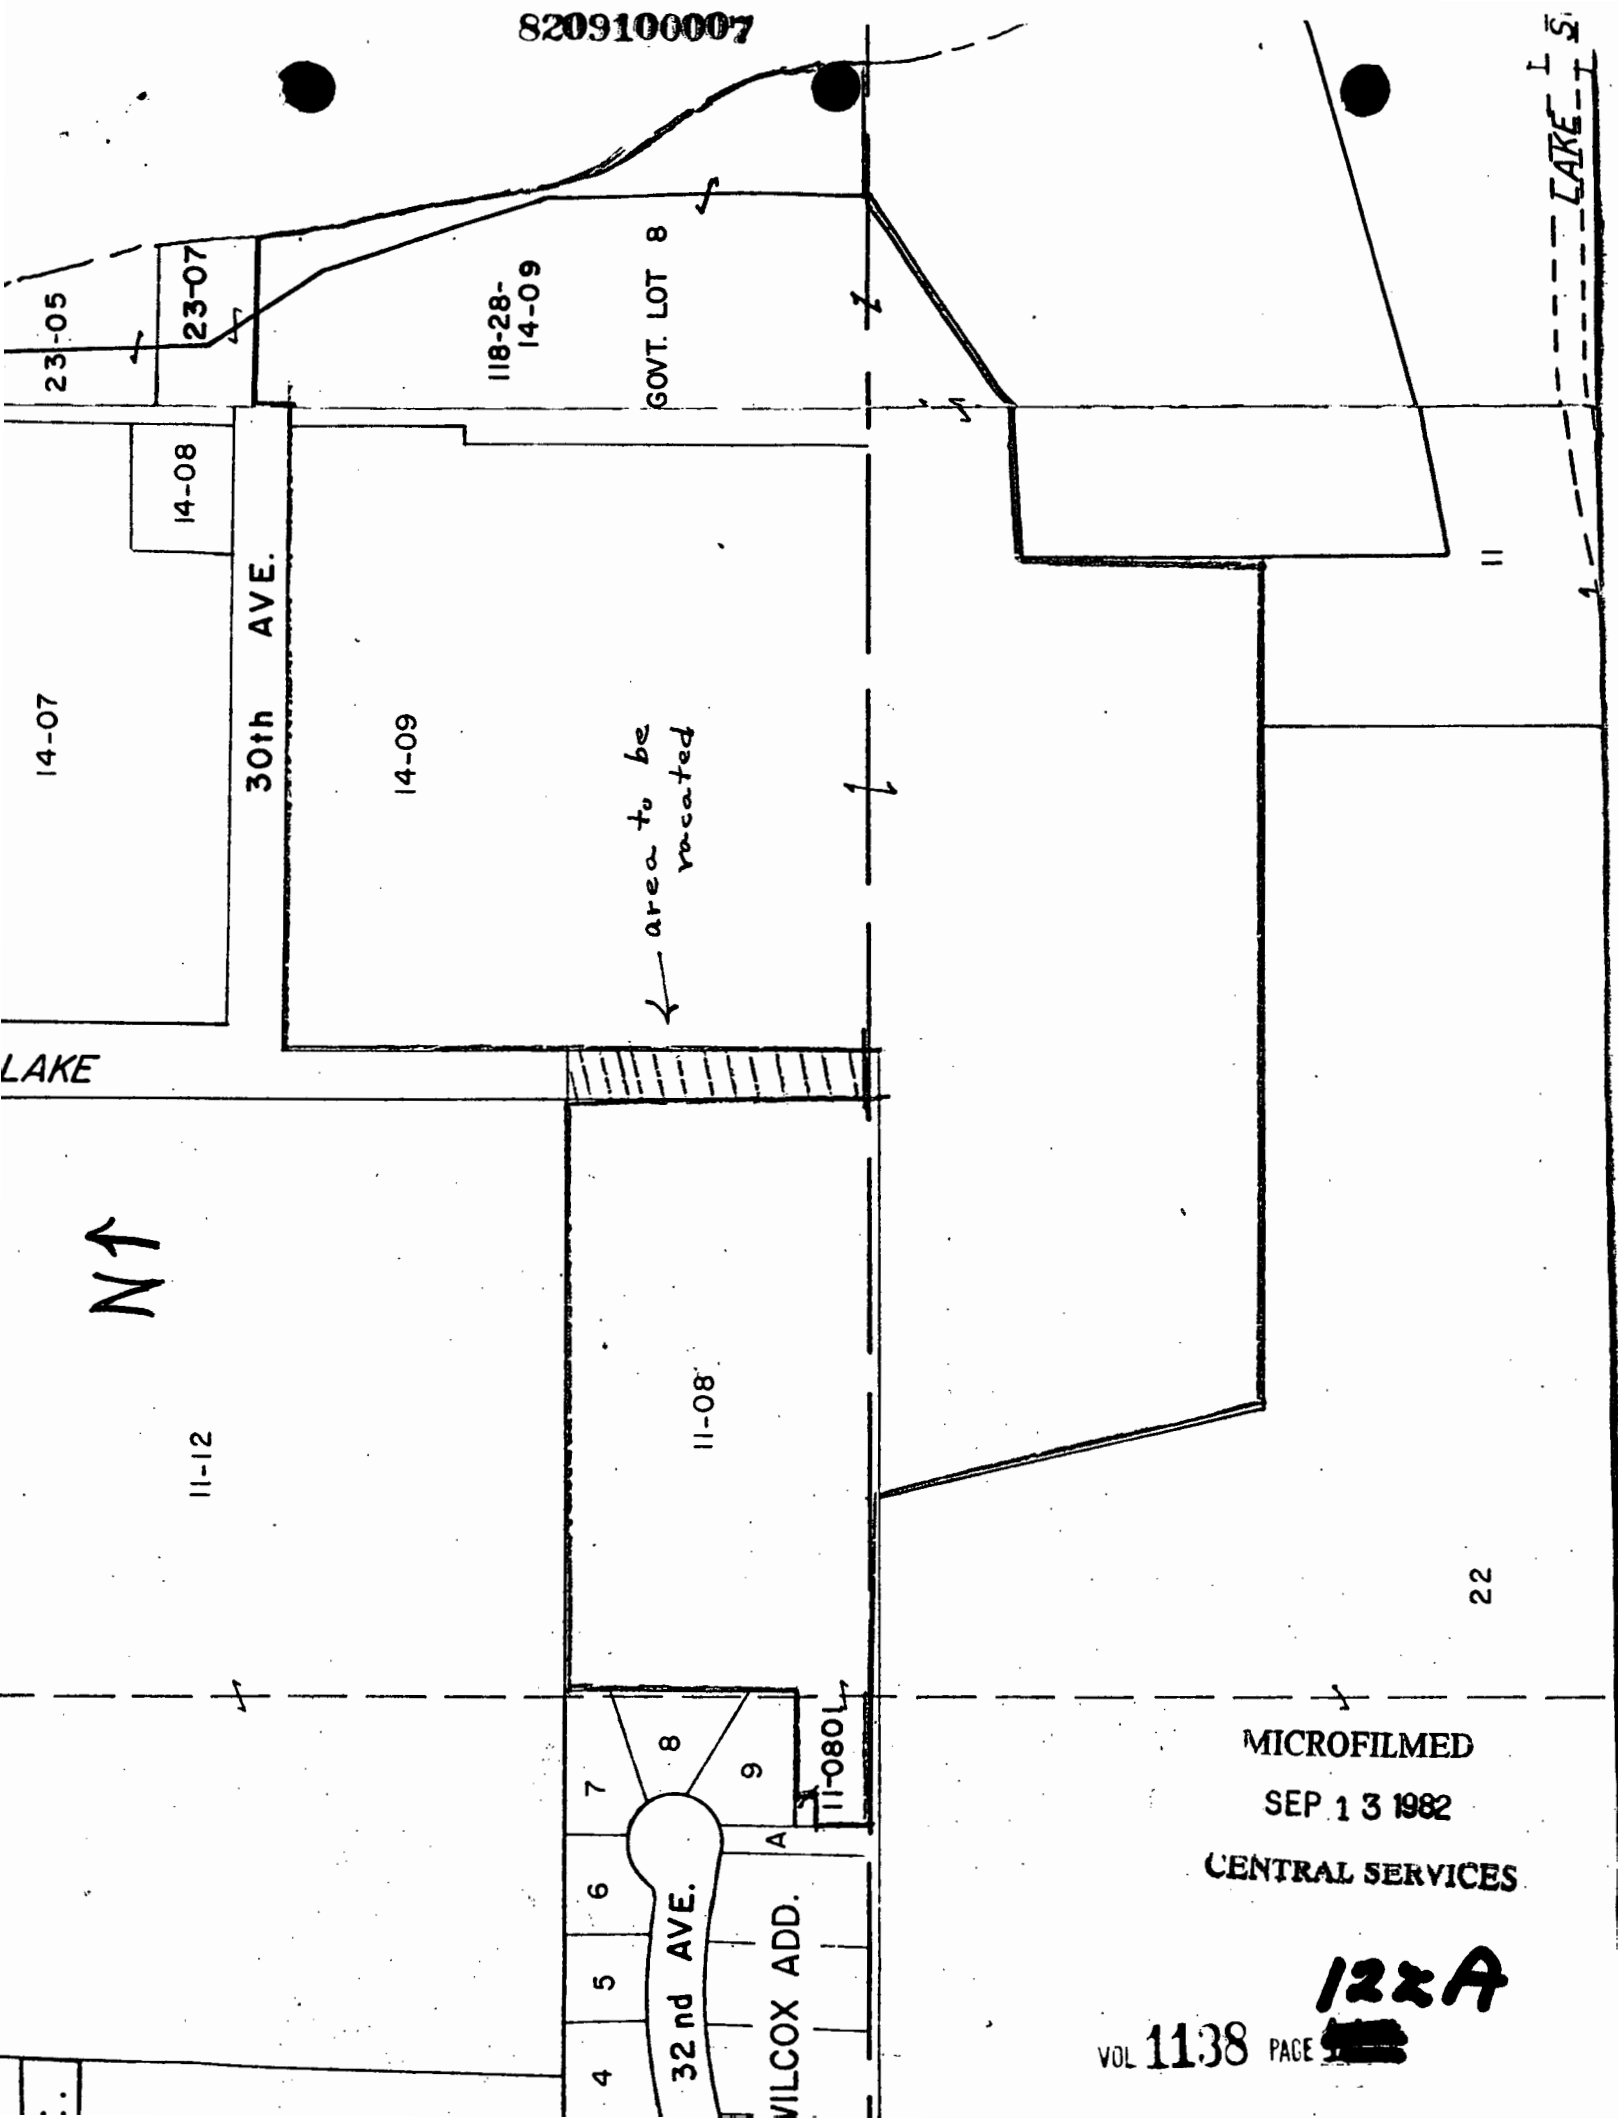 8209100007
LAKE
23-05
23-07
118-28-
14-09
GOVT. LOT 8
14-08
30th AVE.
14-07
14-09
area to be
vacated
11
LAKE
N
11-12
11-08
22
7
8
9
11-0801
A
6
5
4
32nd AVE.
WILCOX ADD.
MICROFILMED
SEP 13 1982
CENTRAL SERVICES
122A
VOL 1138 PAGE